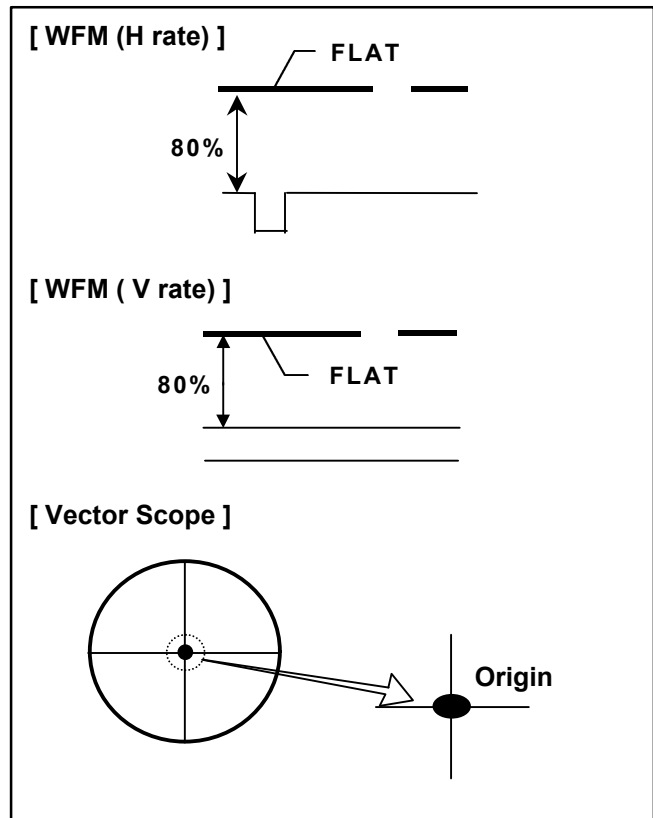 [ WFM (H rate) ]
FLAT
80%
[ WFM ( V rate) ]
80%
FLAT
[ Vector Scope ]
Origin